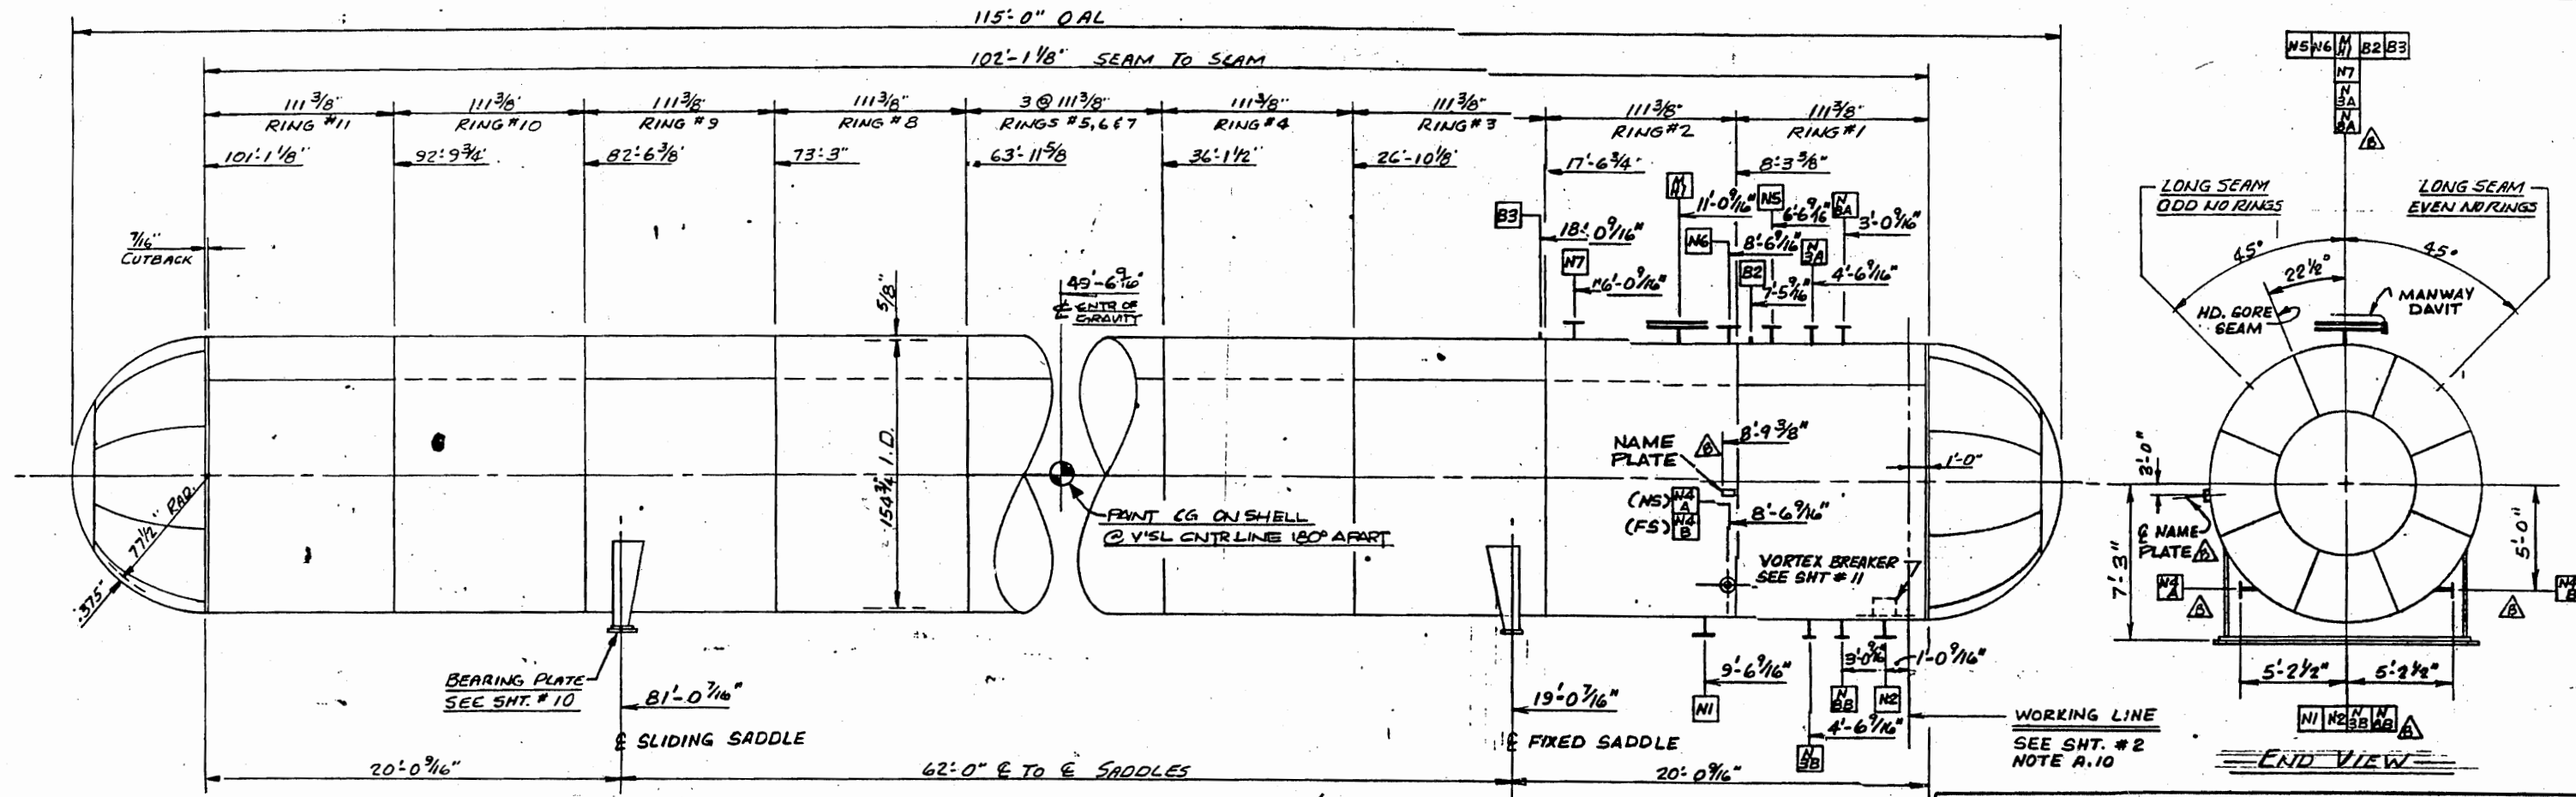 115'-0" OAL
102'-1 1/8" SEAM TO SEAM
111 3/8"
RING #11
111 3/8"
RING #10
111 3/8"
RING #9
111 3/8"
RING #8
3 @ 111 3/8"
RINGS #5, 6 & 7
111 3/8"
RING #4
111 3/8"
RING #3
111 3/8"
RING #2
111 3/8"
RING #1
101'-1 1/8"
92'-9 3/4"
82'-6 3/8"
73'-3"
63'-11 5/8
36'-1 1/2"
26'-10 1/8"
17'-6 3/4"
8'-3 3/8"
B3
18'-0 9/16"
N7
16'-0 9/16"
M1
11'-0 9/16"
N6
8'-6 9/16"
N5
6'-6 9/16"
B2
7'-5 9/16"
N
8A
3'-0 9/16"
N
3A
4'-6 9/16"
7/16"
CUTBACK
5/8"
154 3/4" I.D.
49'-6 9/16"
℄ CNTR OF
GRAVITY
PAINT CG ON SHELL
@ V'SL CNTR LINE 180° APART
77 1/2" RAD.
.375"
NAME
PLATE
B
8'-9 3/8"
1'-0"
(NS) N4
A
(FS) N4
B
8'-6 9/16"
VORTEX BREAKER
SEE SHT #11
BEARING PLATE
SEE SHT. #10
81'-0 7/16"
℄ SLIDING SADDLE
19'-0 7/16"
℄ FIXED SADDLE
9'-6 9/16"
N1
3'-0 9/16
1'-0 9/16"
N
8B
N2
4'-6 9/16"
N
3B
WORKING LINE
SEE SHT. #2
NOTE A.10
20'-0 9/16"
62'-0" ℄ TO ℄ SADDLES
20'-0 9/16"
N5 N6 M1 B2 B3
N7
N
3A
N
8A
B
LONG SEAM
ODD NO RINGS
LONG SEAM
EVEN NO RINGS
45°
45°
22 1/2°
HD. GORE
SEAM
MANWAY
DAVIT
3'-0"
℄ NAME
PLATE B
7'-3"
5'-0"
N4
A
B
B
N4
B
5'-2 1/2"
5'-2 1/2"
N1 N2 N
3B N
8B
B
END VIEW